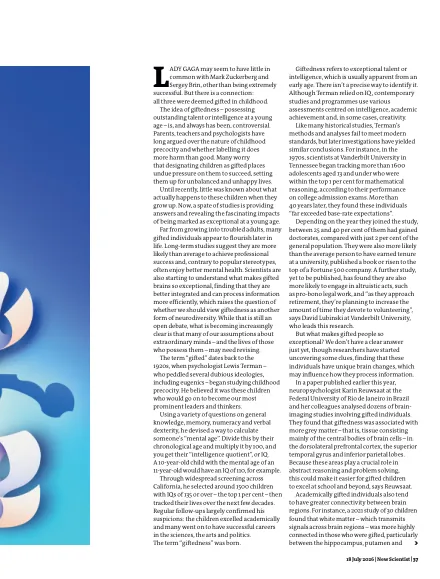 LADY GAGA may seem to have little in
common with Mark Zuckerberg and
Sergey Brin, other than being extremely
successful. But there is a connection:
all three were deemed gifted in childhood.
The idea of giftedness – possessing
outstanding talent or intelligence at a young
age – is, and always has been, controversial.
Parents, teachers and psychologists have
long argued over the nature of childhood
precocity and whether labelling it does
more harm than good. Many worry
that designating children as gifted places
undue pressure on them to succeed, setting
them up for unbalanced and unhappy lives.
Until recently, little was known about what
actually happens to these children when they
grow up. Now, a spate of studies is providing
answers and revealing the fascinating impacts
of being marked as exceptional at a young age.
Far from growing into troubled adults, many
gifted individuals appear to flourish later in
life. Long-term studies suggest they are more
likely than average to achieve professional
success and, contrary to popular stereotypes,
often enjoy better mental health. Scientists are
also starting to understand what makes gifted
brains so exceptional, finding that they are
better integrated and can process information
more efficiently, which raises the question of
whether we should view giftedness as another
form of neurodiversity. While that is still an
open debate, what is becoming increasingly
clear is that many of our assumptions about
extraordinary minds – and the lives of those
who possess them – may need revising.
The term "gifted" dates back to the
1920s, when psychologist Lewis Terman –
who peddled several dubious ideologies,
including eugenics – began studying childhood
precocity. He believed it was these children
who would go on to become our most
prominent leaders and thinkers.
Using a variety of questions on general
knowledge, memory, numeracy and verbal
dexterity, he devised a way to calculate
someone's "mental age". Divide this by their
chronological age and multiply it by 100, and
you get their "intelligence quotient", or IQ.
A 10-year-old child with the mental age of an
11-year-old would have an IQ of 110, for example.
Through widespread screening across
California, he selected around 1500 children
with IQs of 135 or over – the top 1 per cent – then
tracked their lives over the next few decades.
Regular follow-ups largely confirmed his
suspicions: the children excelled academically
and many went on to have successful careers
in the sciences, the arts and politics.
The term "giftedness" was born.
Giftedness refers to exceptional talent or
intelligence, which is usually apparent from an
early age. There isn't a precise way to identify it.
Although Terman relied on IQ, contemporary
studies and programmes use various
assessments centred on intelligence, academic
achievement and, in some cases, creativity.
Like many historical studies, Terman's
methods and analyses fail to meet modern
standards, but later investigations have yielded
similar conclusions. For instance, in the
1970s, scientists at Vanderbilt University in
Tennessee began tracking more than 1600
adolescents aged 13 and under who were
within the top 1 per cent for mathematical
reasoning, according to their performance
on college admission exams. More than
40 years later, they found these individuals
"far exceeded base-rate expectations".
Depending on the year they joined the study,
between 25 and 40 per cent of them had gained
doctorates, compared with just 2 per cent of the
general population. They were also more likely
than the average person to have earned tenure
at a university, published a book or risen to the
top of a Fortune 500 company. A further study,
yet to be published, has found they are also
more likely to engage in altruistic acts, such
as pro-bono legal work, and "as they approach
retirement, they're planning to increase the
amount of time they devote to volunteering",
says David Lubinski at Vanderbilt University,
who leads this research.
But what makes gifted people so
exceptional? We don't have a clear answer
just yet, though researchers have started
uncovering some clues, finding that these
individuals have unique brain changes, which
may influence how they process information.
In a paper published earlier this year,
neuropsychologist Karin Reuwsaat at the
Federal University of Rio de Janeiro in Brazil
and her colleagues analysed dozens of brain-
imaging studies involving gifted individuals.
They found that giftedness was associated with
more grey matter – that is, tissue consisting
mainly of the central bodies of brain cells – in
the dorsolateral prefrontal cortex, the superior
temporal gyrus and inferior parietal lobes.
Because these areas play a crucial role in
abstract reasoning and problem solving,
this could make it easier for gifted children
to excel at school and beyond, says Reuwsaat.
Academically gifted individuals also tend
to have greater connectivity between brain
regions. For instance, a 2021 study of 30 children
found that white matter – which transmits
signals across brain regions – was more highly
connected in those who were gifted, particularly
between the hippocampus, putamen and
18 July 2026 | New Scientist | 37